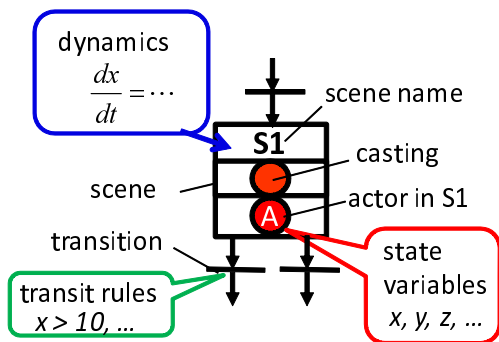 dynamics
dx
dt
= ⋯
scene name
S1
casting
scene
actor in S1
A
transition
state
variables
x, y, z, ...
transit rules
x > 10, ...